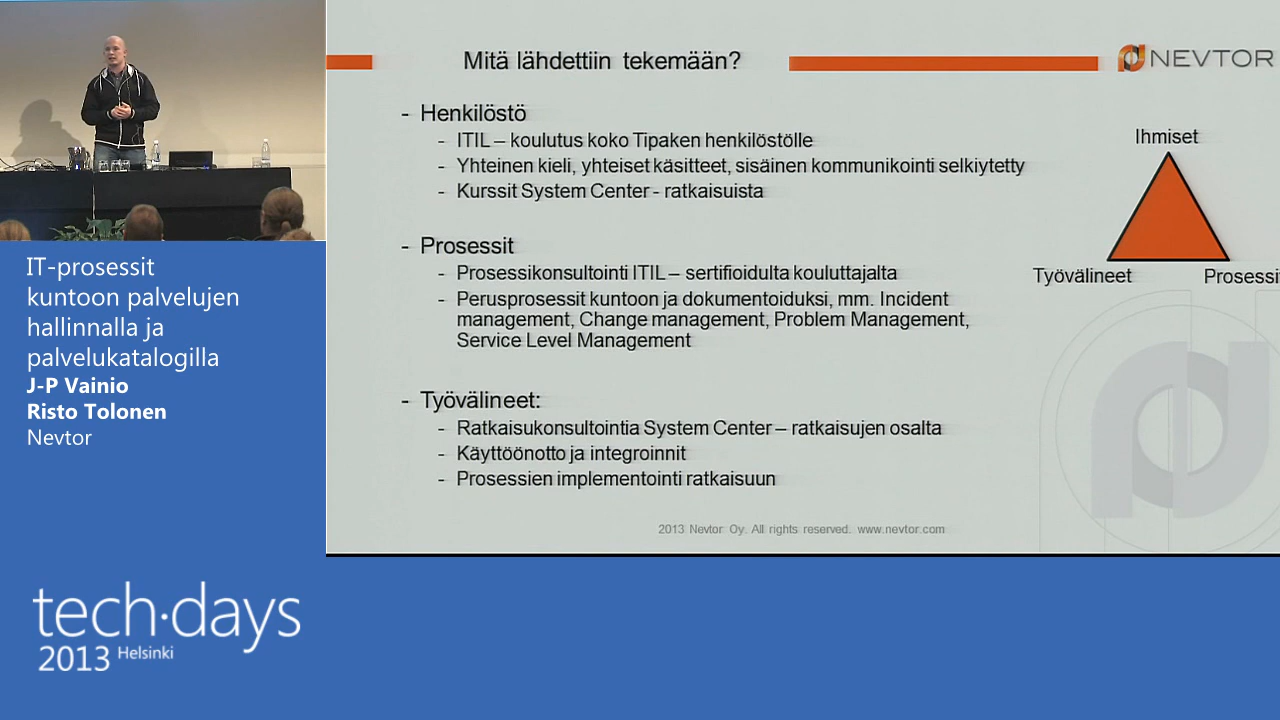 IT-prosessit
kuntoon palvelujen
hallinnalla ja
palvelukatalogilla
J-P Vainio
Risto Tolonen
Nevtor
tech·days
2013 Helsinki
Mitä lähdettiin tekemään?
NEVTOR
- Henkilöstö
- ITIL – koulutus koko Tipaken henkilöstölle
- Yhteinen kieli, yhteiset käsitteet, sisäinen kommunikointi selkiytetty
- Kurssit System Center - ratkaisuista
- Prosessit
- Prosessikonsultointi ITIL – sertifioidulta kouluttajalta
- Perusprosessit kuntoon ja dokumentoiduksi, mm. Incident
management, Change management, Problem Management,
Service Level Management
- Työvälineet:
- Ratkaisukonsultointia System Center – ratkaisujen osalta
- Käyttöönotto ja integroinnit
- Prosessien implementointi ratkaisuun
Ihmiset
Työvälineet
Prosessit
2013 Nevtor Oy. All rights reserved. www.nevtor.com